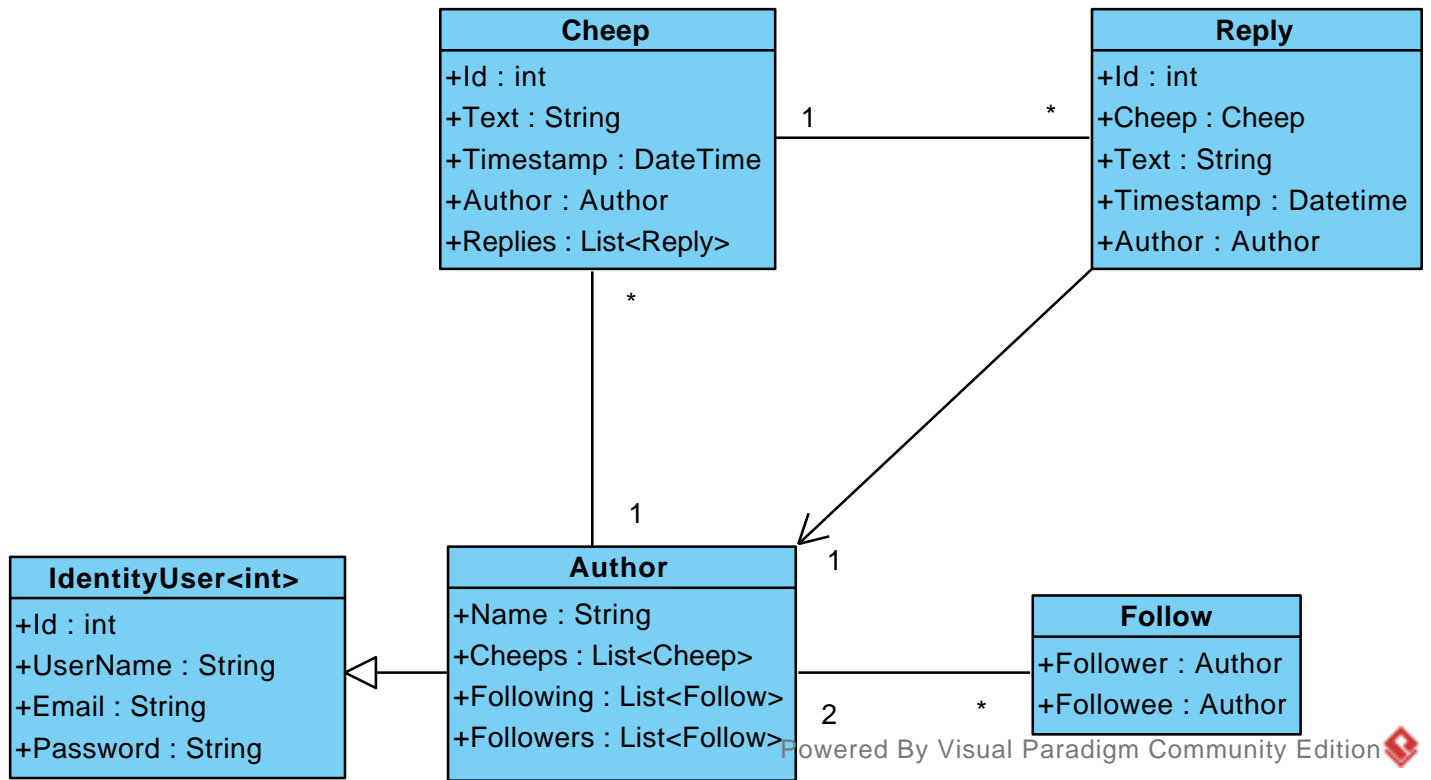 Cheep
+Id : int
+Text : String
+Timestamp : DateTime
+Author : Author
+Replies : List<Reply>
Reply
+Id : int
+Cheep : Cheep
+Text : String
+Timestamp : Datetime
+Author : Author
1
*
*
1
1
IdentityUser<int>
+Id : int
+UserName : String
+Email : String
+Password : String
Author
+Name : String
+Cheeps : List<Cheep>
+Following : List<Follow>
+Followers : List<Follow>
2
*
Follow
+Follower : Author
+Followee : Author
Powered By Visual Paradigm Community Edition